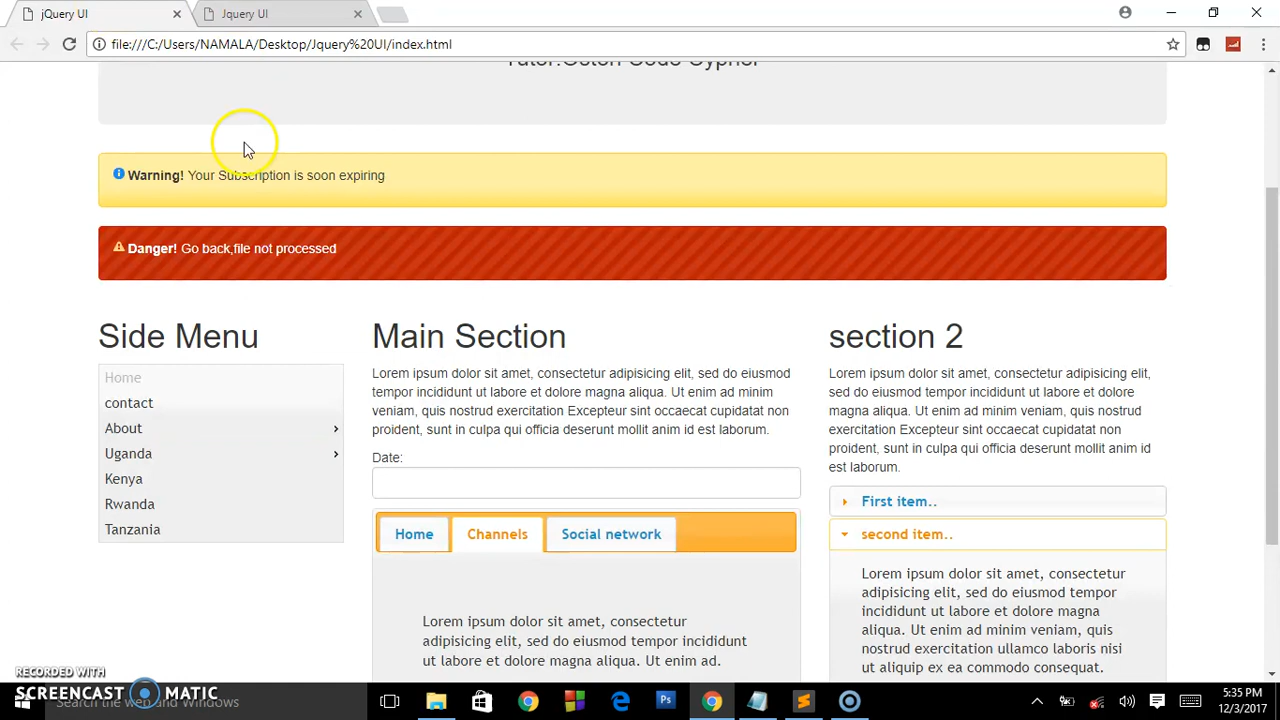 jQuery UI
Jquery UI
file:///C:/Users/NAMALA/Desktop/Jquery%20UI/index.html
Warning! Your Subscription is soon expiring
Danger! Go back,file not processed
Side Menu
Home
contact
About
Uganda
Kenya
Rwanda
Tanzania
Main Section
Lorem ipsum dolor sit amet, consectetur adipisicing elit, sed do eiusmod
tempor incididunt ut labore et dolore magna aliqua. Ut enim ad minim
veniam, quis nostrud exercitation Excepteur sint occaecat cupidatat non
proident, sunt in culpa qui officia deserunt mollit anim id est laborum.
Date:
Home Channels Social network
Lorem ipsum dolor sit amet, consectetur
adipisicing elit, sed do eiusmod tempor incididunt
ut labore et dolore magna aliqua. Ut enim ad.
section 2
Lorem ipsum dolor sit amet, consectetur
adipisicing elit, sed do eiusmod
tempor incididunt ut labore et dolore
magna aliqua. Ut enim ad minim
veniam, quis nostrud
exercitation Excepteur sint
occaecat cupidatat non
proident, sunt in culpa qui officia
deserunt mollit anim id
est laborum.
First item..
second item..
Lorem ipsum dolor sit amet, consectetur
adipisicing elit, sed do eiusmod
tempor incididunt ut labore et dolore magna
aliqua. Ut enim ad minim veniam, quis
nostrud exercitation ullamco laboris nisi
ut aliquip ex ea commodo consequat.
RECORDED WITH
SCREENCAST MATIC
Search the web and Windows
5:35 PM
12/3/2017